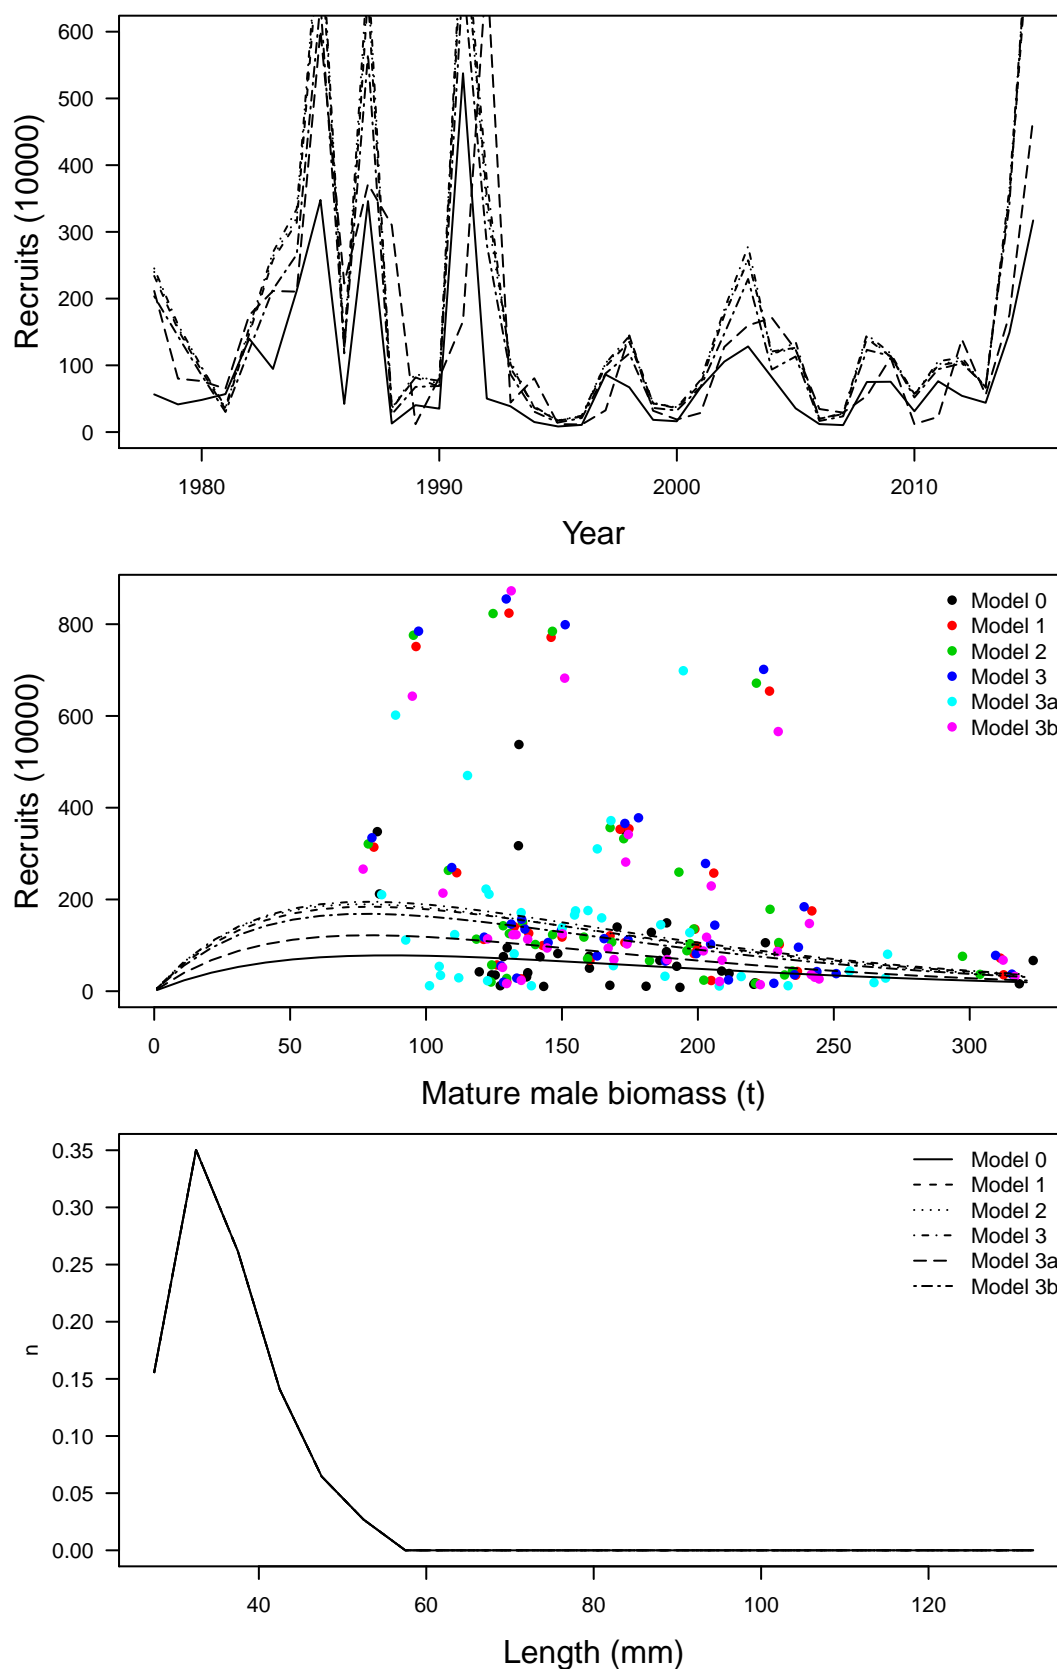 600
500
400
300
200
100
0
Recruits (10000)
1980 1990 2000 2010
Year
800
600
400
200
0
Recruits (10000)
Model 0
Model 1
Model 2
Model 3
Model 3a
Model 3b
0 50 100 150 200 250 300
Mature male biomass (t)
0.35
0.30
0.25
0.20
0.15
0.10
0.05
0.00
n
Model 0
Model 1
Model 2
Model 3
Model 3a
Model 3b
40 60 80 100 120
Length (mm)